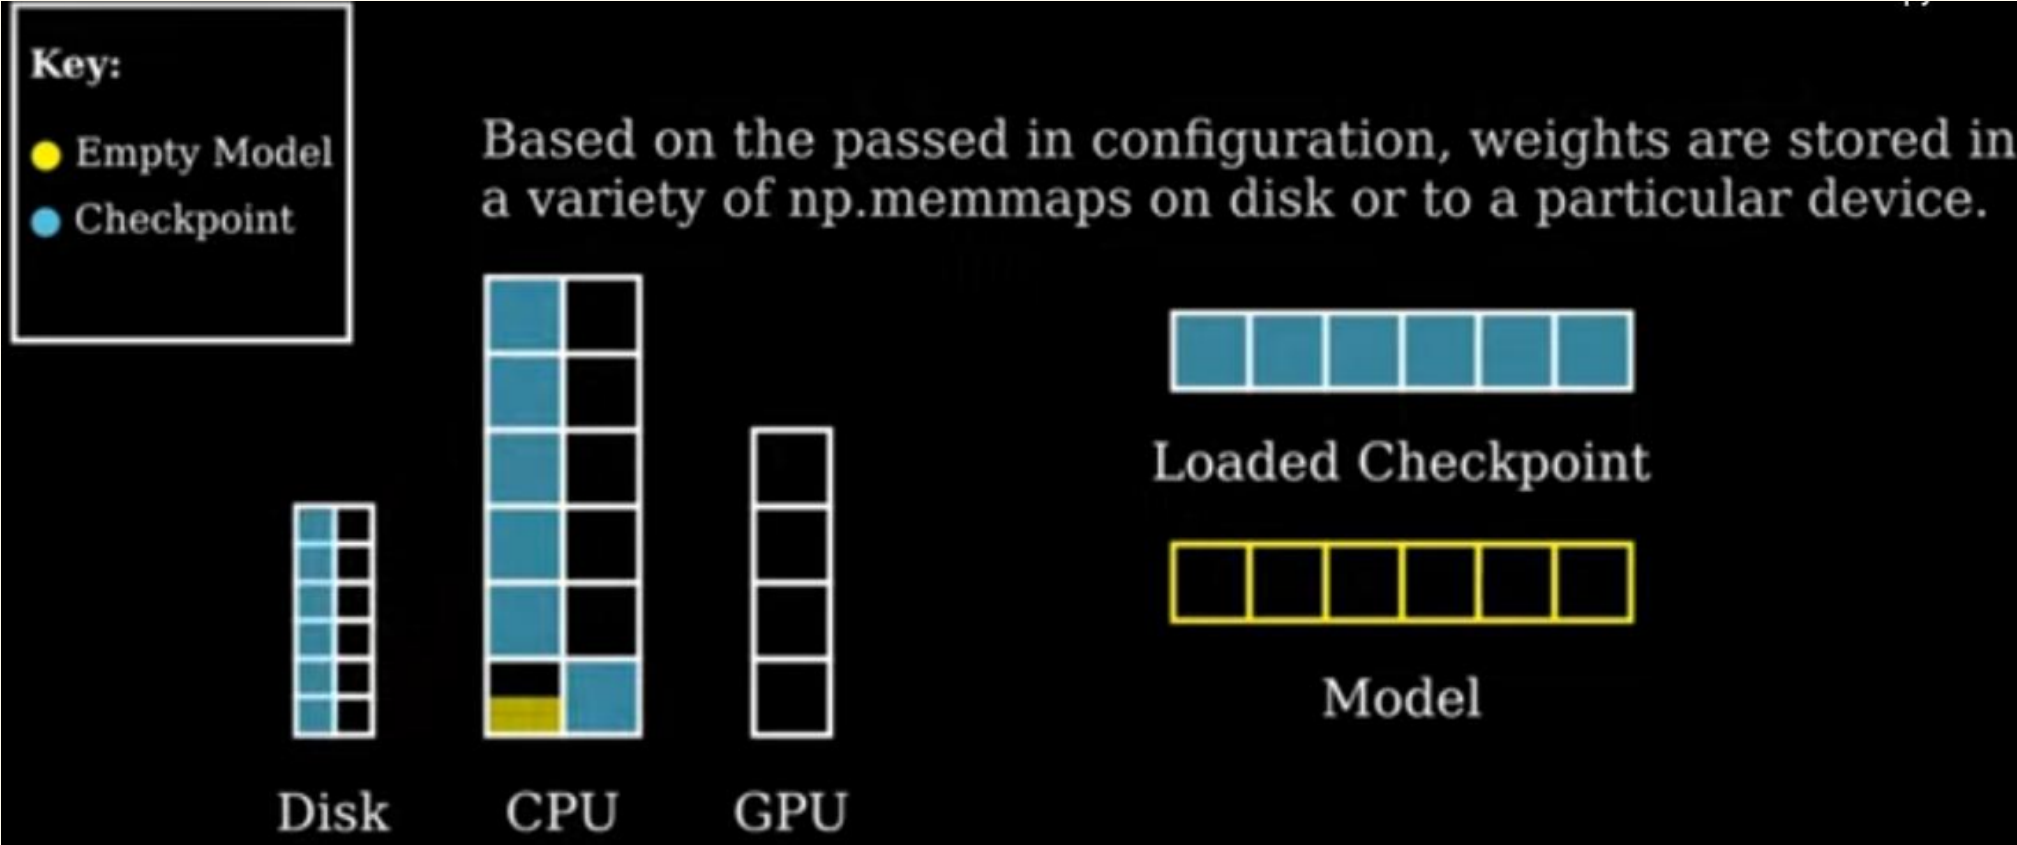 Key:
Empty Model
Checkpoint
Based on the passed in configuration, weights are stored in
a variety of np.memmaps on disk or to a particular device.
Loaded Checkpoint
Model
Disk
CPU
GPU